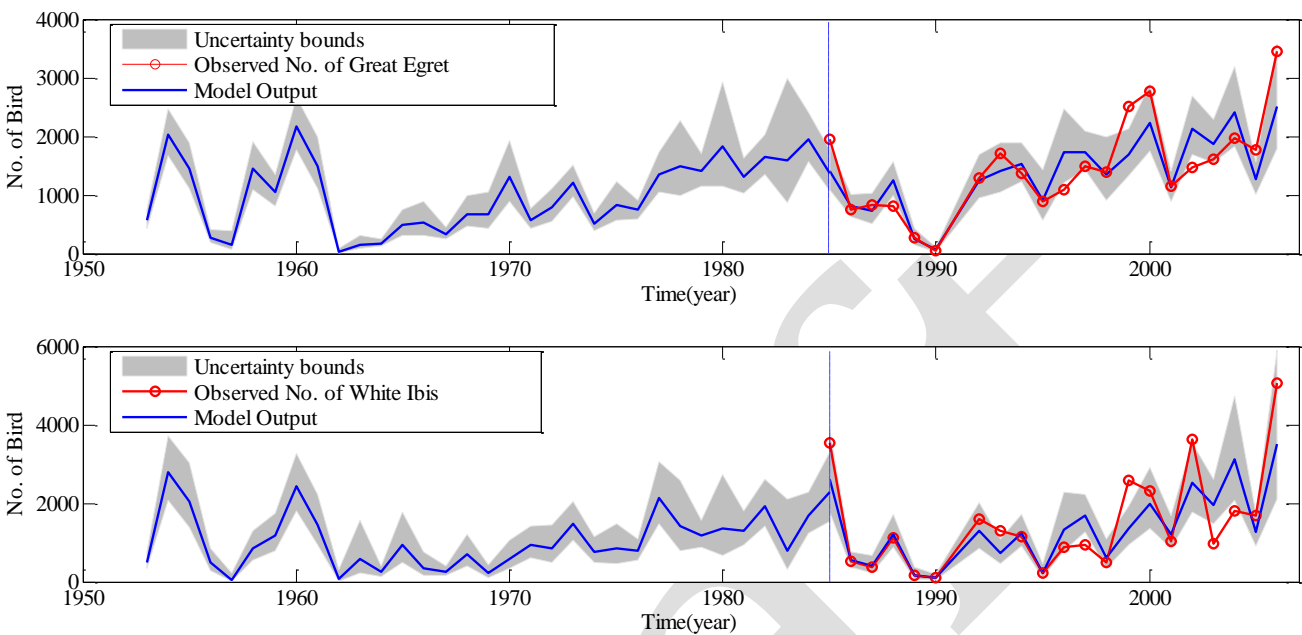 4000
3000
2000
1000
0
No. of Bird
Uncertainty bounds
Observed No. of Great Egret
Model Output
1950
1960
1970
1980
1990
2000
Time(year)
6000
4000
2000
0
No. of Bird
Uncertainty bounds
Observed No. of White Ibis
Model Output
1950
1960
1970
1980
1990
2000
Time(year)